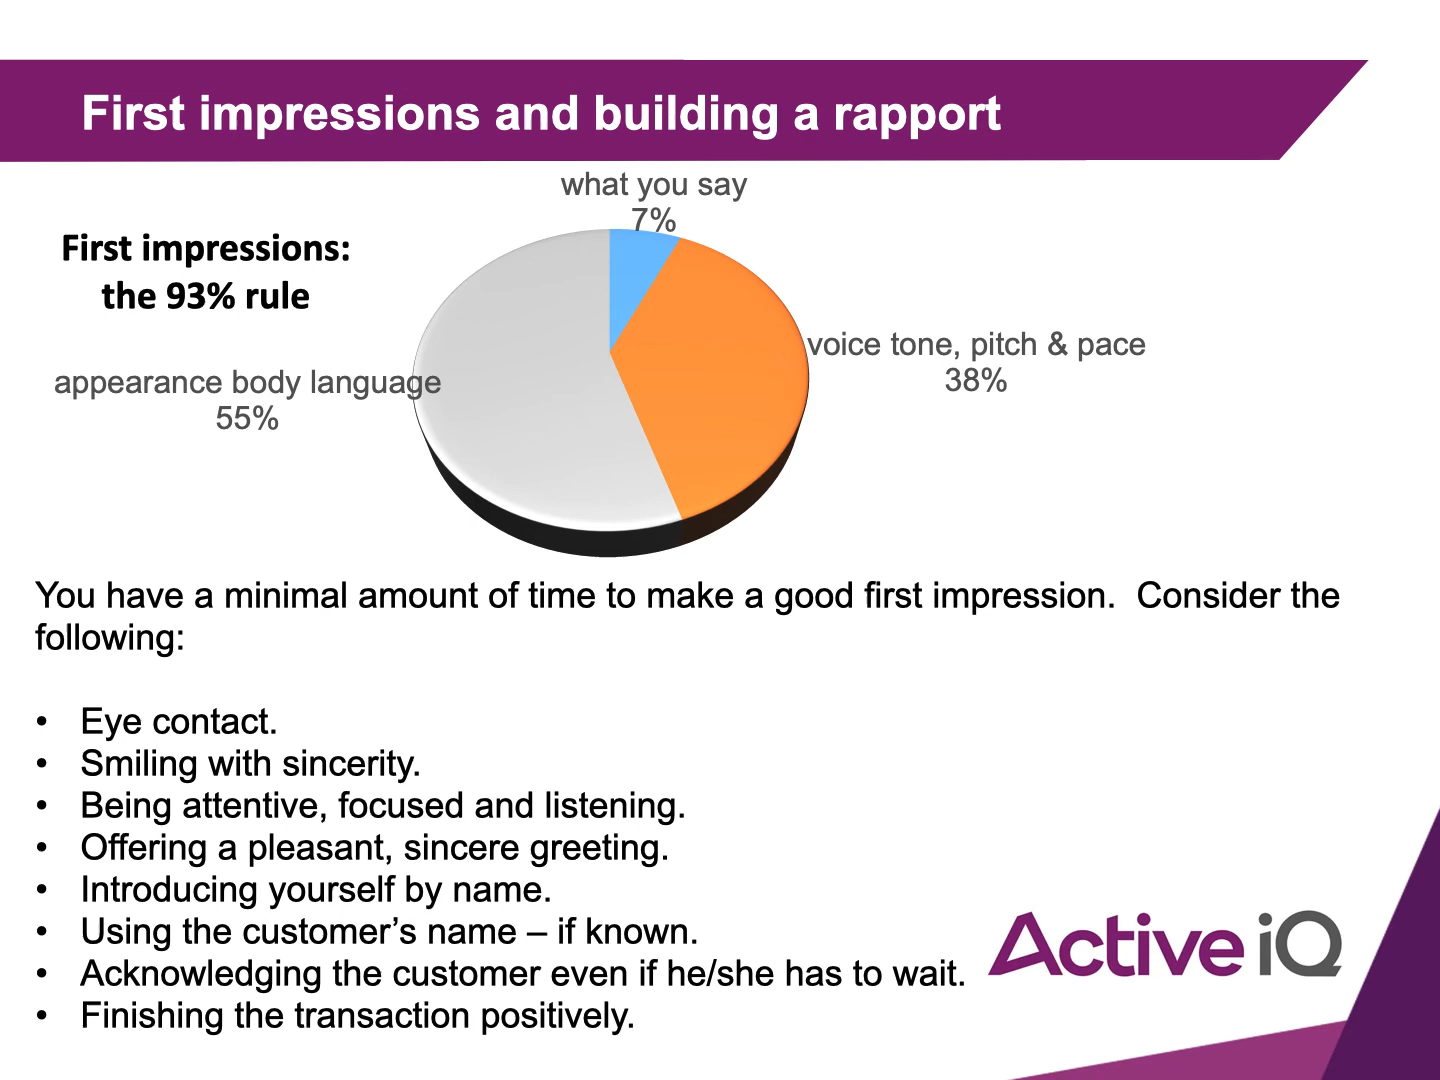 First impressions and building a rapport
what you say
7%
First impressions:
the 93% rule
voice tone, pitch & pace
38%
appearance body language
55%
You have a minimal amount of time to make a good first impression.  Consider the
following:
• Eye contact.
• Smiling with sincerity.
• Being attentive, focused and listening.
• Offering a pleasant, sincere greeting.
• Introducing yourself by name.
• Using the customer’s name – if known.
• Acknowledging the customer even if he/she has to wait.
• Finishing the transaction positively.
Active iQ